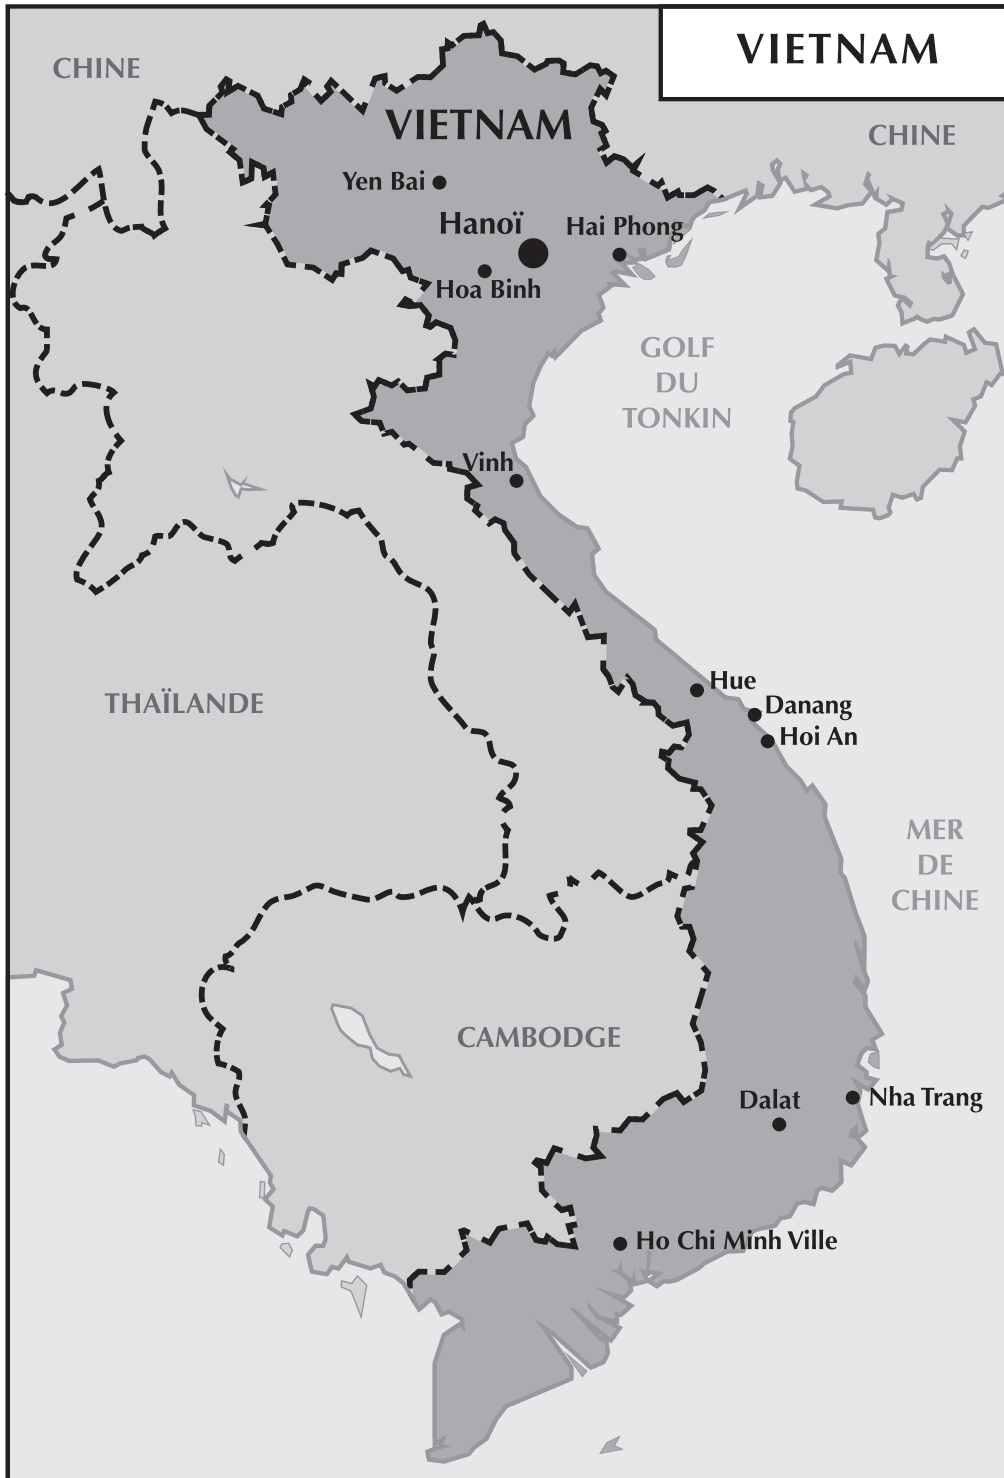 VIETNAM
CHINE
CHINE
VIETNAM
Yen Bai
Hanoï
Hai Phong
Hoa Binh
GOLF
DU
TONKIN
Vinh
THAÏLANDE
Hue
Danang
Hoi An
MER
DE
CHINE
CAMBODGE
Dalat
Nha Trang
Ho Chi Minh Ville